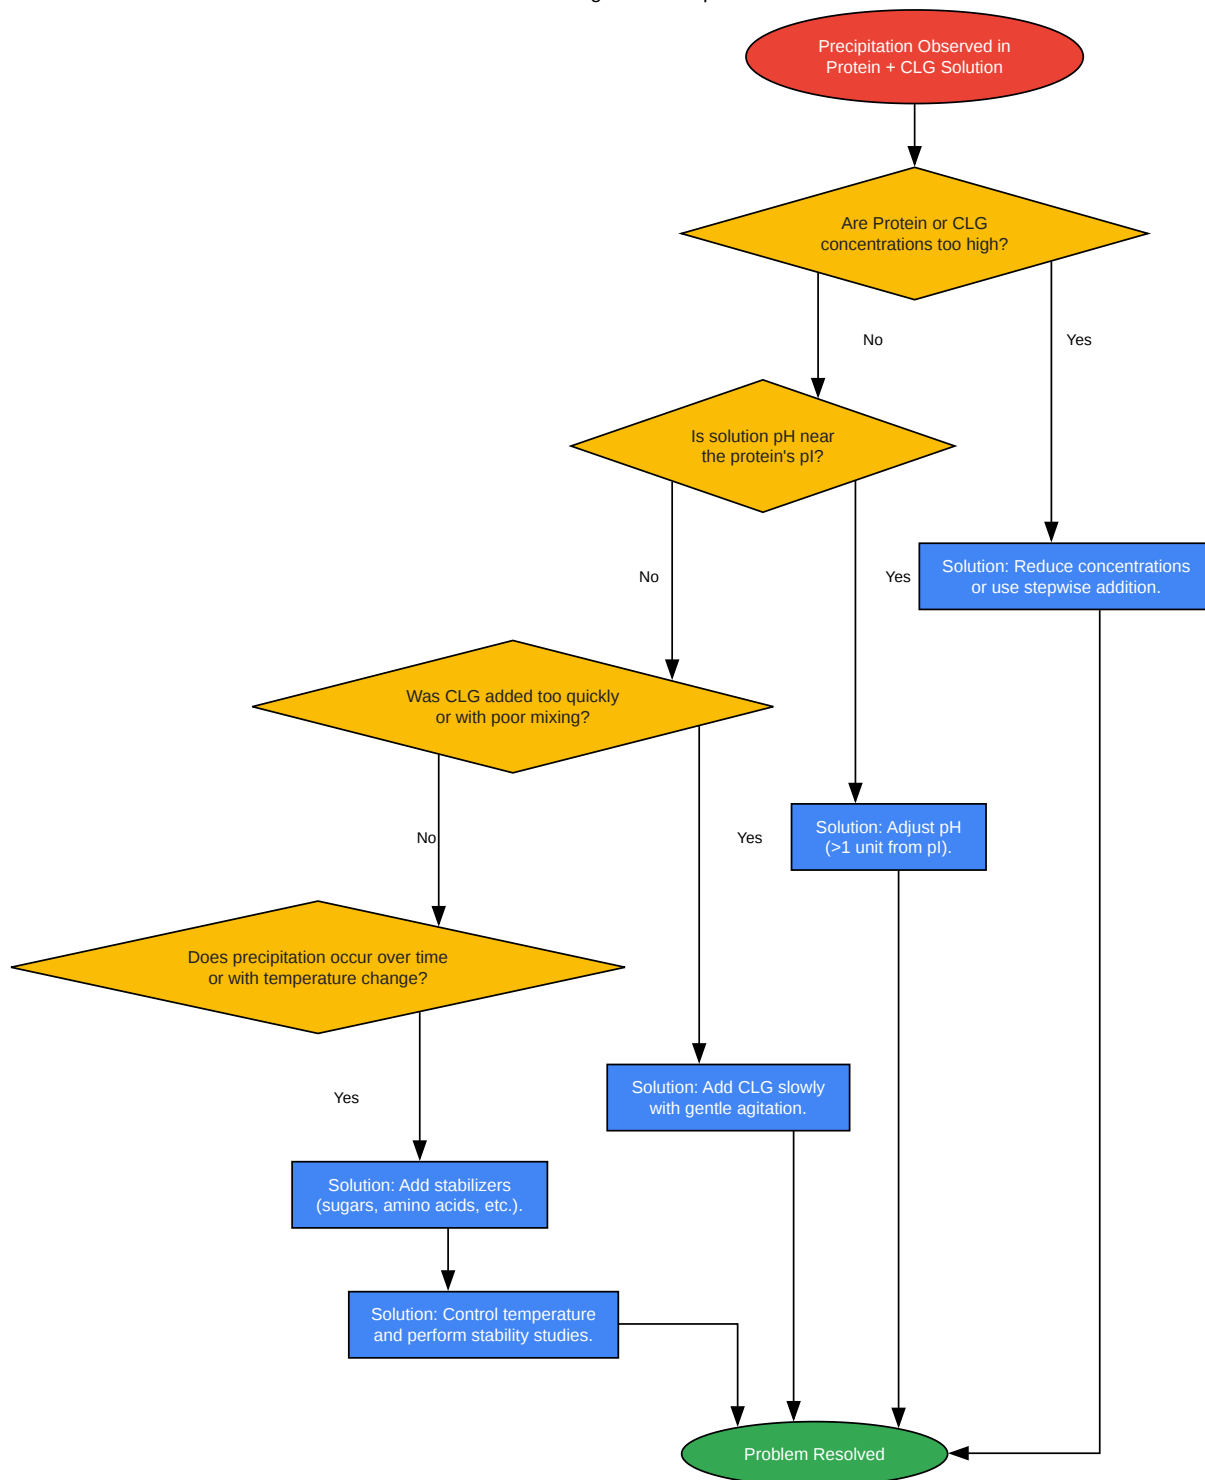 Precipitation Observed in
Protein + CLG Solution
Are Protein or CLG
concentrations too high?
No
Yes
Is solution pH near
the protein's pI?
No
Yes
Solution: Reduce concentrations
or use stepwise addition.
Was CLG added too quickly
or with poor mixing?
No
Yes
Solution: Adjust pH
(>1 unit from pI).
Does precipitation occur over time
or with temperature change?
Yes
Solution: Add CLG slowly
with gentle agitation.
Solution: Add stabilizers
(sugars, amino acids, etc.).
Solution: Control temperature
and perform stability studies.
Problem Resolved